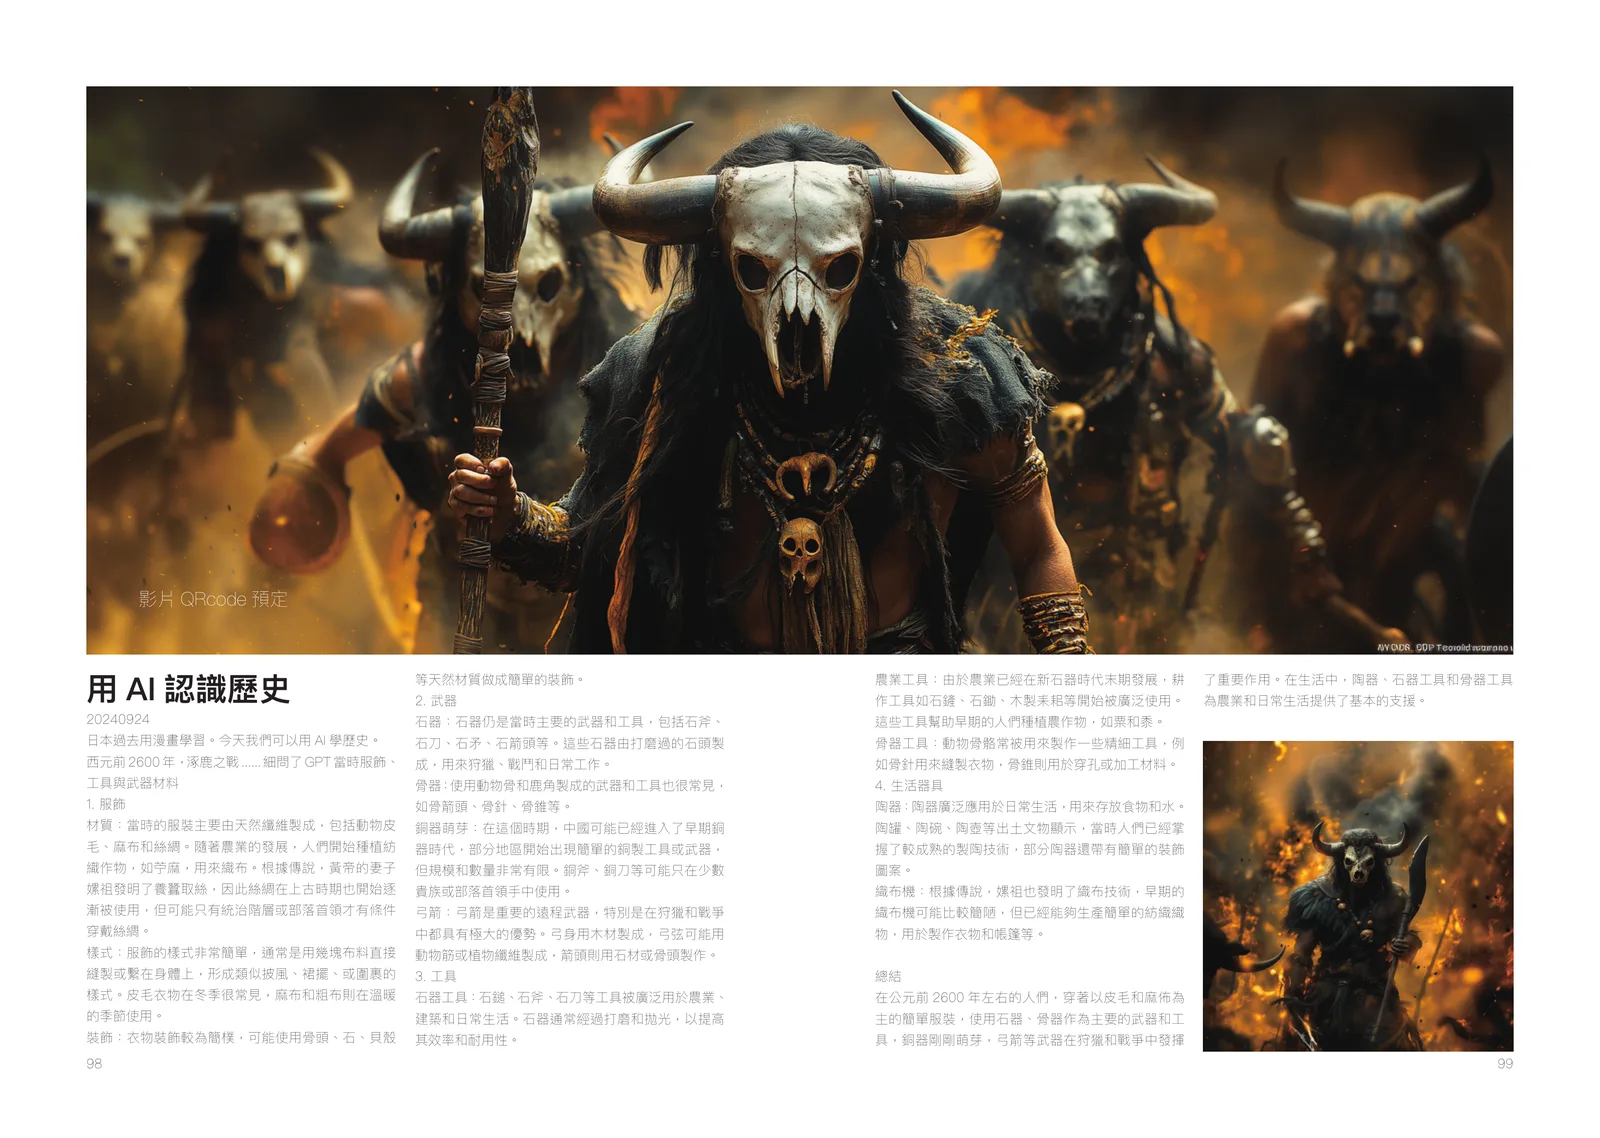 影片 QRcode 預定
用 AI 認識歷史
20240924
日本過去用漫畫學習。今天我們可以用 AI 學歷史。
西元前 2600 年，涿鹿之戰 ...... 細問了 GPT 當時服飾、
工具與武器材料
1. 服飾
材質：當時的服裝主要由天然纖維製成，包括動物皮
毛、麻布和絲綢。隨著農業的發展，人們開始種植紡
織作物，如苧麻，用來織布。根據傳說，黃帝的妻子
嫘祖發明了養蠶取絲，因此絲綢在上古時期也開始逐
漸被使用，但可能只有統治階層或部落首領才有條件
穿戴絲綢。
樣式：服飾的樣式非常簡單，通常是用幾塊布料直接
縫製或繫在身體上，形成類似披風、裙擺、或圍裹的
樣式。皮毛衣物在冬季很常見，麻布和粗布則在溫暖
的季節使用。
裝飾：衣物裝飾較為簡樸，可能使用骨頭、石、貝殼
98
等天然材質做成簡單的裝飾。
2. 武器
石器：石器仍是當時主要的武器和工具，包括石斧、
石刀、石矛、石箭頭等。這些石器由打磨過的石頭製
成，用來狩獵、戰鬥和日常工作。
骨器：使用動物骨和鹿角製成的武器和工具也很常見，
如骨箭頭、骨針、骨錐等。
銅器萌芽：在這個時期，中國可能已經進入了早期銅
器時代，部分地區開始出現簡單的銅製工具或武器，
但規模和數量非常有限。銅斧、銅刀等可能只在少數
貴族或部落首領手中使用。
弓箭：弓箭是重要的遠程武器，特別是在狩獵和戰爭
中都具有極大的優勢。弓身用木材製成，弓弦可能用
動物筋或植物纖維製成，箭頭則用石材或骨頭製作。
3. 工具
石器工具：石鎚、石斧、石刀等工具被廣泛用於農業、
建築和日常生活。石器通常經過打磨和拋光，以提高
其效率和耐用性。
農業工具：由於農業已經在新石器時代末期發展，耕
作工具如石鏟、石鋤、木製耒耜等開始被廣泛使用。
這些工具幫助早期的人們種植農作物，如粟和黍。
骨器工具：動物骨骼常被用來製作一些精細工具，例
如骨針用來縫製衣物，骨錐則用於穿孔或加工材料。
4. 生活器具
陶器：陶器廣泛應用於日常生活，用來存放食物和水。
陶罐、陶碗、陶壺等出土文物顯示，當時人們已經掌
握了較成熟的製陶技術，部分陶器還帶有簡單的裝飾
圖案。
織布機：根據傳說，嫘祖也發明了織布技術，早期的
織布機可能比較簡陋，但已經能夠生產簡單的紡織織
物，用於製作衣物和帳篷等。
總結
在公元前 2600 年左右的人們，穿著以皮毛和麻佈為
主的簡單服裝，使用石器、骨器作為主要的武器和工
具，銅器剛剛萌芽，弓箭等武器在狩獵和戰爭中發揮
了重要作用。在生活中，陶器、石器工具和骨器工具
為農業和日常生活提供了基本的支援。
99